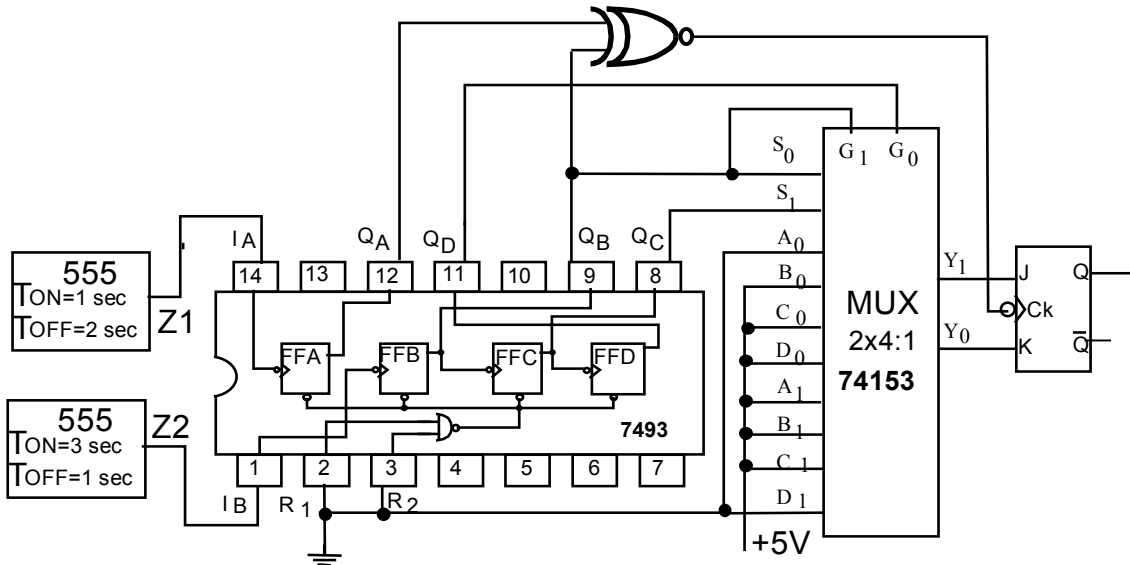 S0
G1 G0
S1
IA
QA
QD
QB
QC
A0
555
TON=1 sec
TOFF=2 sec
Z1
14
13
12
11
10
9
8
B0
C0
D0
MUX
2x4:1
74153
Y1
Y0
J
Q
Ck
K
Q
FFA
FFB
FFC
FFD
A1
B1
C1
D1
555
TON=3 sec
TOFF=1 sec
Z2
7493
1
2
3
4
5
6
7
IB
R1
R2
+5V